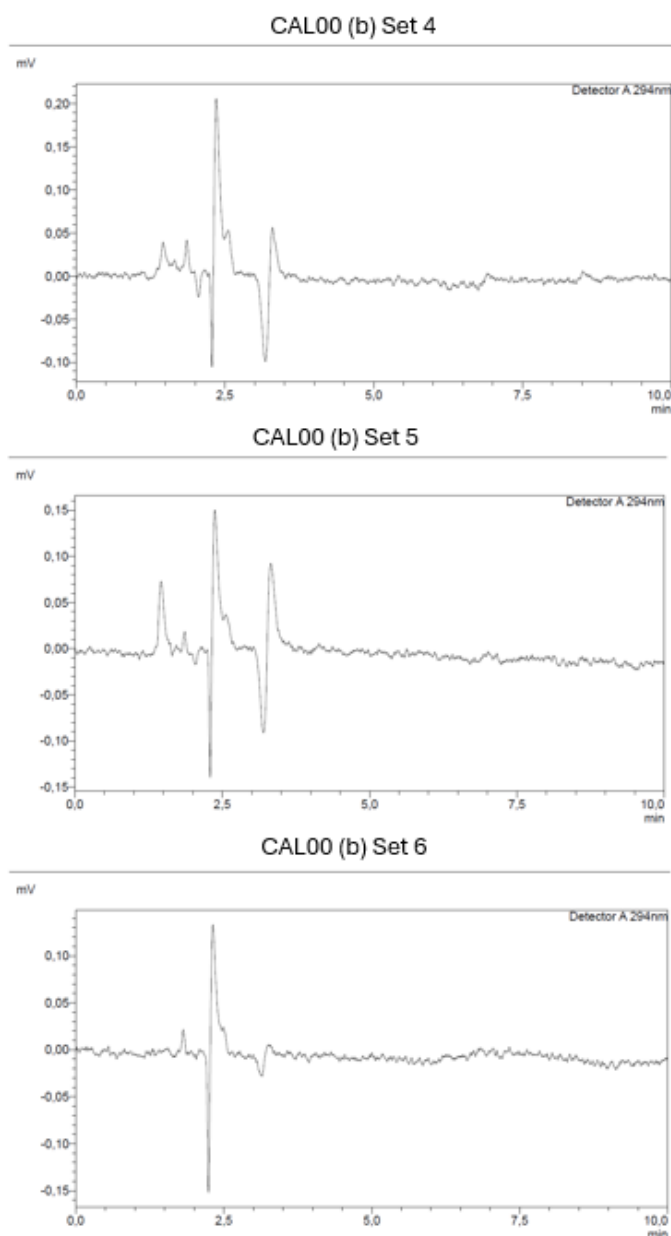 CAL00 (b) Set 4
mV
Detector A 294nm
0,20
0,15
0,10
0,05
0,00
-0,05
-0,10
0,0 2,5 5,0 7,5 10,0
min
CAL00 (b) Set 5
mV
Detector A 294nm
0,15
0,10
0,05
0,00
-0,05
-0,10
-0,15
0,0 2,5 5,0 7,5 10,0
min
CAL00 (b) Set 6
mV
Detector A 294nm
0,10
0,05
0,00
-0,05
-0,10
-0,15
0,0 2,5 5,0 7,5 10,0
min